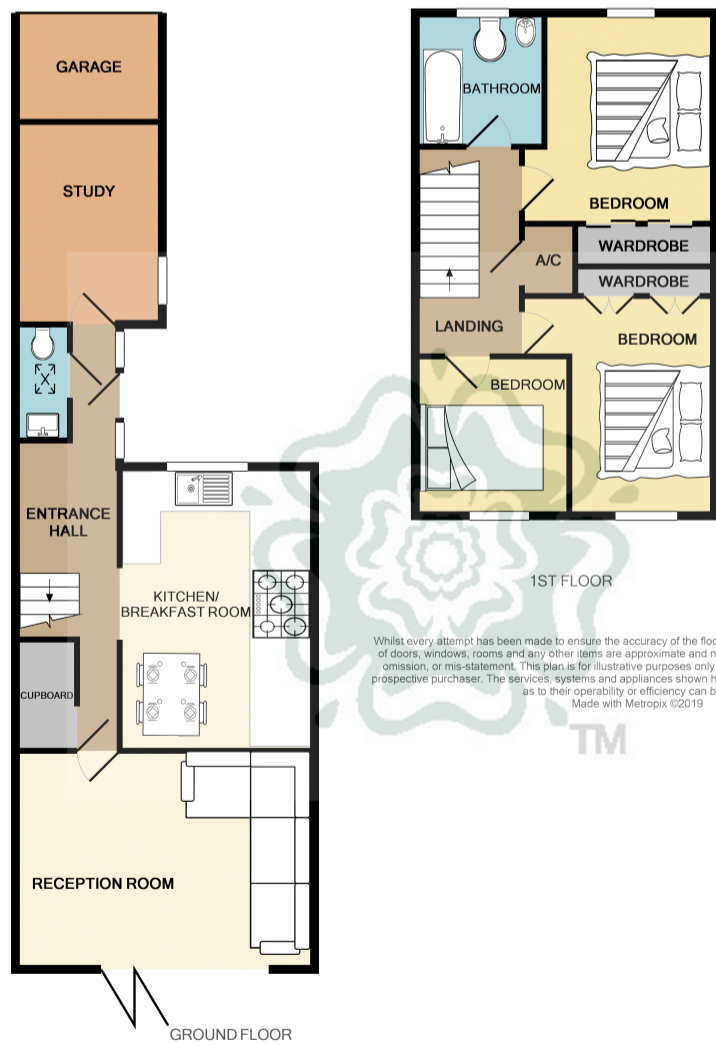 GARAGE
STUDY
ENTRANCE
HALL
KITCHEN/
BREAKFAST ROOM
CUPBOARD
RECEPTION ROOM
GROUND FLOOR
BATHROOM
BEDROOM
WARDROBE
A/C
WARDROBE
LANDING
BEDROOM
BEDROOM
1ST FLOOR
Whilst every attempt has been made to ensure the accuracy of the
of doors, windows, rooms and any other items are approximate and
omission, or mis-statement. This plan is for illustrative purposes only
prospective purchaser. The services, systems and appliances shown
as to their operability or efficiency can
Made with Metropix ©2019
TM